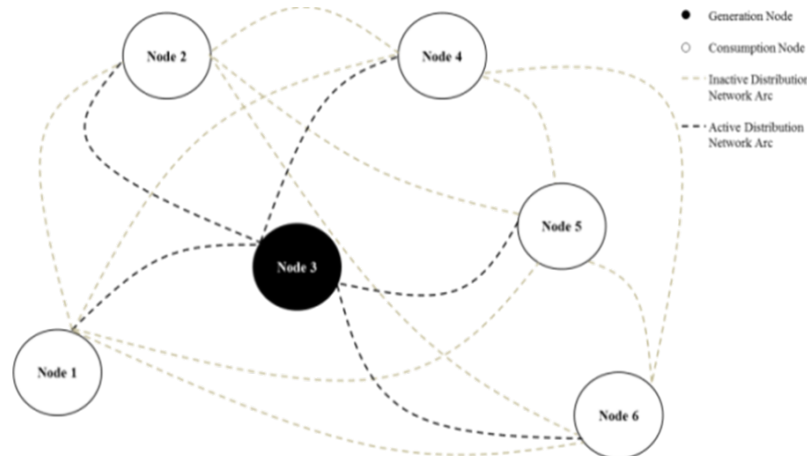 Node 2
Node 4
Generation Node
Consumption Node
Inactive Distribution
Network Arc
Active Distribution
Network Arc
Node 5
Node 3
Node 1
Node 6